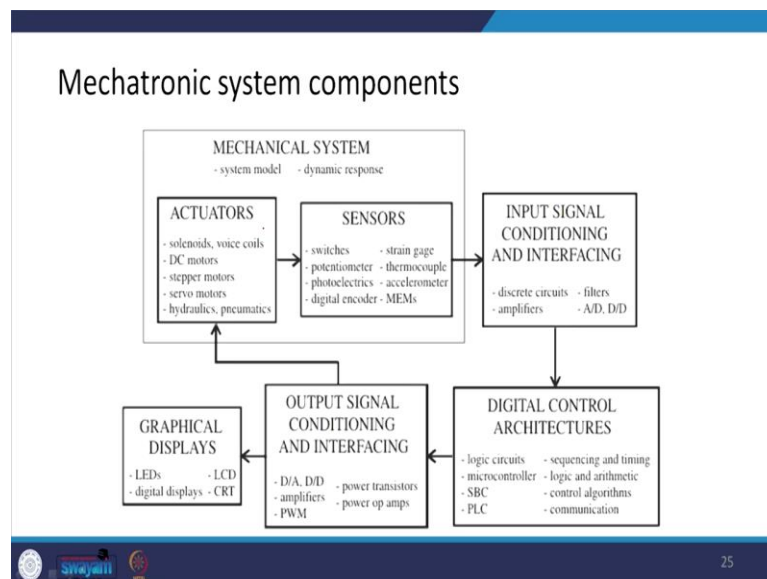 Mechatronic system components
MECHANICAL SYSTEM
- system model - dynamic response
ACTUATORS
- solenoids, voice coils
- DC motors
- stepper motors
- servo motors
- hydraulics, pneumatics
SENSORS
- switches - strain gage
- potentiometer - thermocouple
- photoelectrics - accelerometer
- digital encoder - MEMs
INPUT SIGNAL
CONDITIONING
AND INTERFACING
- discrete circuits - filters
- amplifiers - A/D, D/D
GRAPHICAL
DISPLAYS
- LEDs - LCD
- digital displays - CRT
OUTPUT SIGNAL
CONDITIONING
AND INTERFACING
- D/A, D/D - power transistors
- amplifiers - power op amps
- PWM
DIGITAL CONTROL
ARCHITECTURES
- logic circuits - sequencing and timing
- microcontroller - logic and arithmetic
- SBC - control algorithms
- PLC - communication
swayam
25